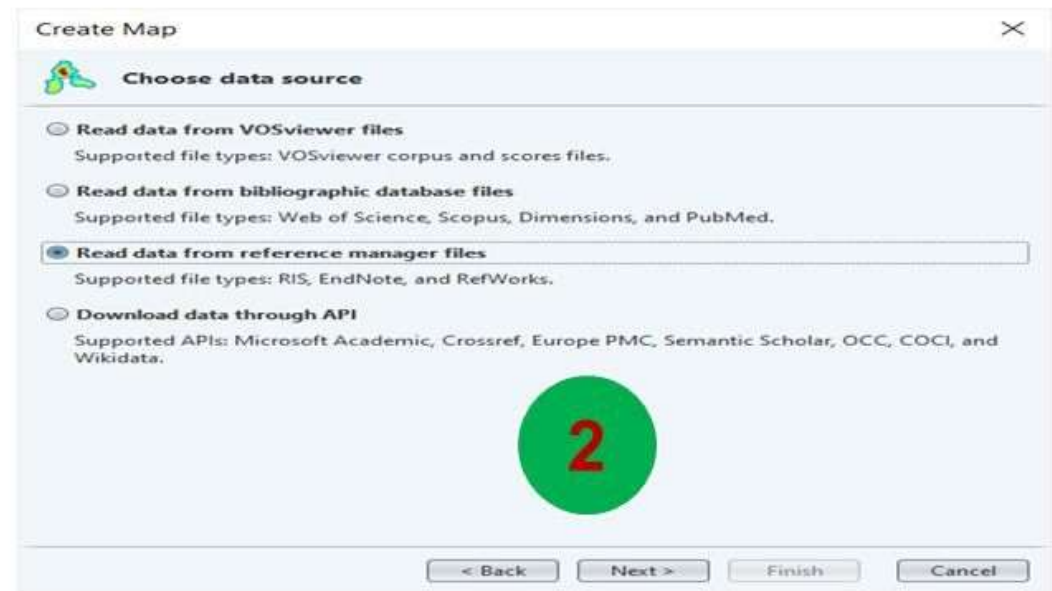 Create Map
Choose data source
Read data from VOSviewer files
Supported file types: VOSviewer corpus and scores files.
Read data from bibliographic database files
Supported file types: Web of Science, Scopus, Dimensions, and PubMed.
Read data from reference manager files
Supported file types: RIS, EndNote, and RefWorks.
Download data through API
Supported APIs: Microsoft Academic, Crossref, Europe PMC, Semantic Scholar, OCC, COCI, and
Wikidata.
2
< Back Next > Finish Cancel